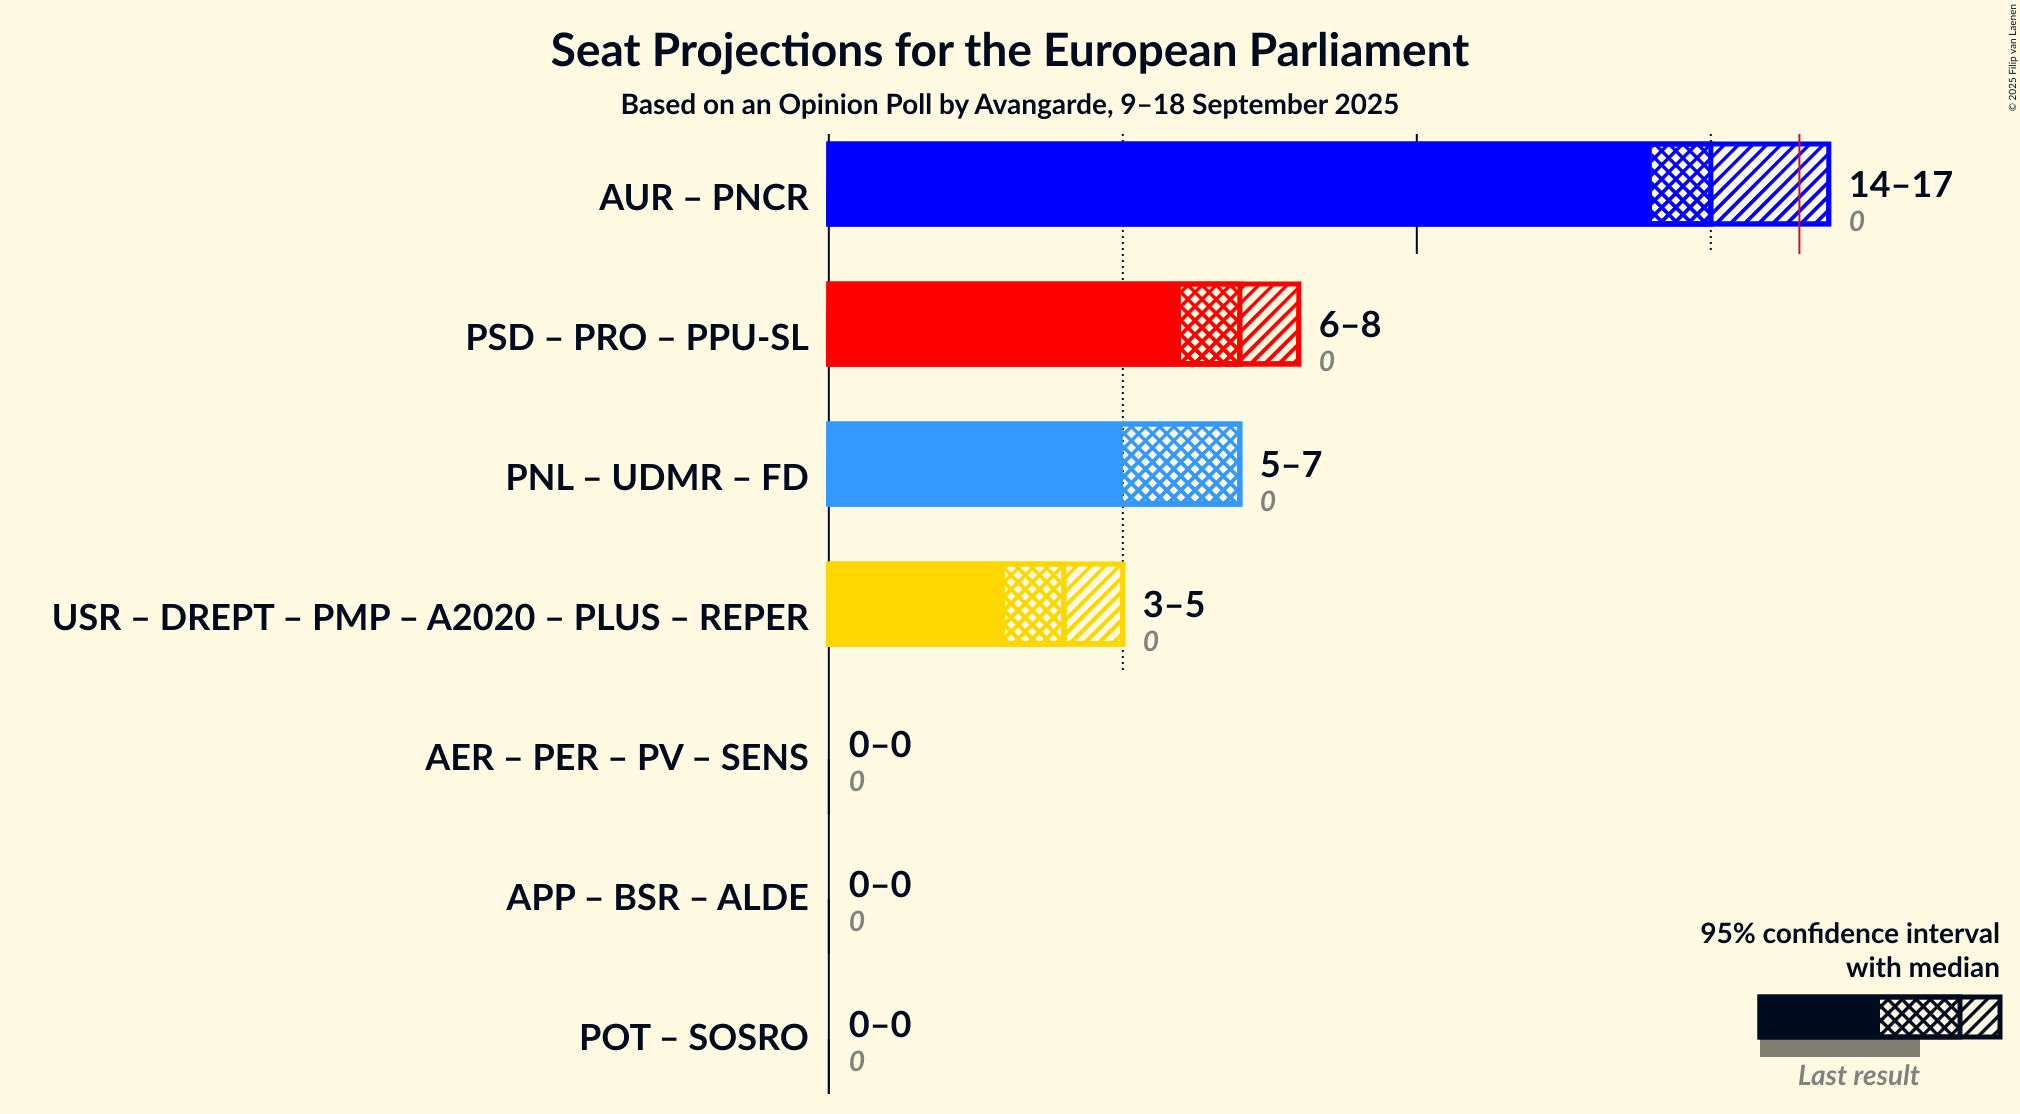 Seat Projections for the European Parliament
Based on an Opinion Poll by Avangarde, 9–18 September 2025
© 2025 Filip van Laenen
AUR – PNCR
14–17
0
PSD – PRO – PPU-SL
6–8
0
PNL – UDMR – FD
5–7
0
USR – DREPT – PMP – A2020 – PLUS – REPER
3–5
0
AER – PER – PV – SENS
0–0
0
APP – BSR – ALDE
0–0
0
POT – SOSRO
0–0
0
95% confidence interval
with median
Last result